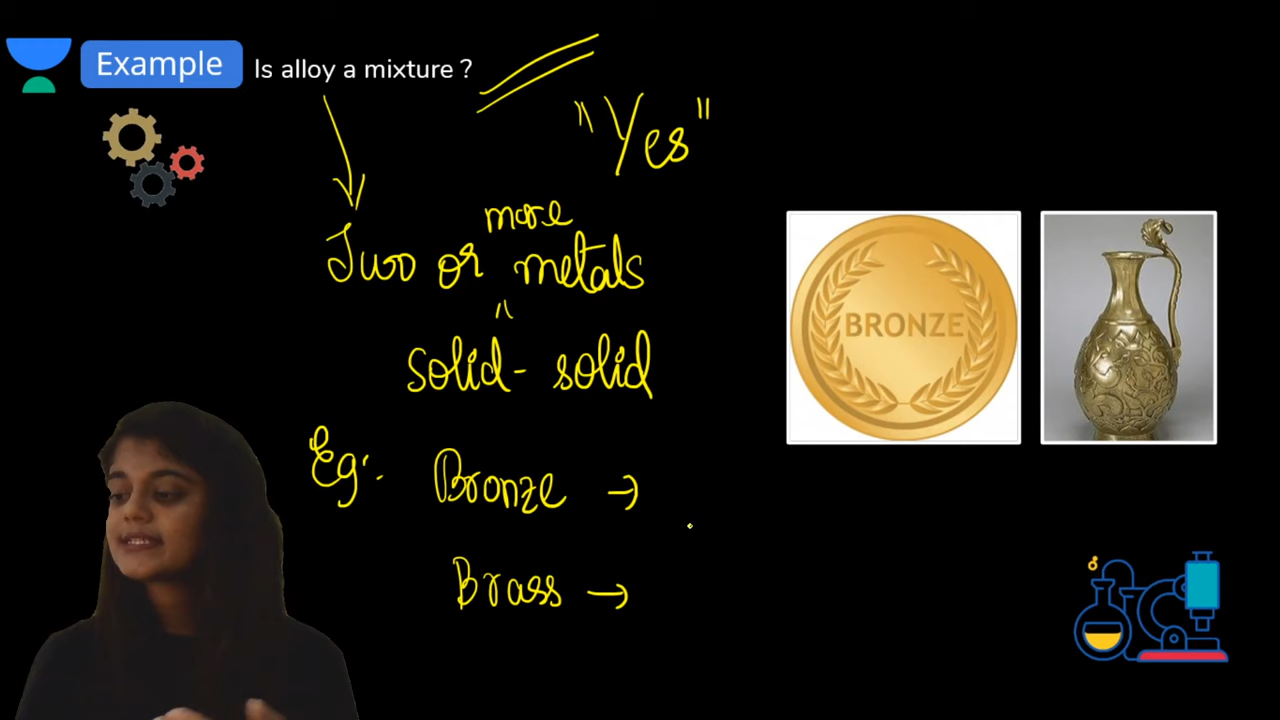 Example Is alloy a mixture ?
"Yes"
more
Two or metals
solid - solid
BRONZE
Eg:- Bronze →
Brass →